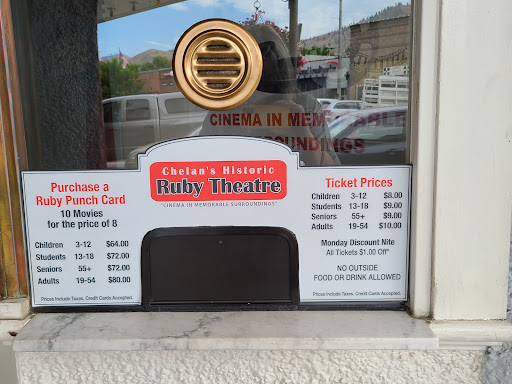 CINEMA IN MEMORABLE
SURROUNDINGS
Chelan's Historic
Ruby Theatre
"CINEMA IN MEMORABLE SURROUNDINGS"
Purchase a
Ruby Punch Card
10 Movies
for the price of 8
Children 3-12 $64.00
Students 13-18 $72.00
Seniors 55+ $72.00
Adults 19-54 $80.00
Prices Include Taxes. Credit Cards Accepted.
Ticket Prices
Children 3-12 $8.00
Students 13-18 $9.00
Seniors 55+ $9.00
Adults 19-54 $10.00
Monday Discount Nite
All Tickets $1.00 Off*
NO OUTSIDE
FOOD OR DRINK ALLOWED
Prices Include Taxes. Credit Cards Accepted.